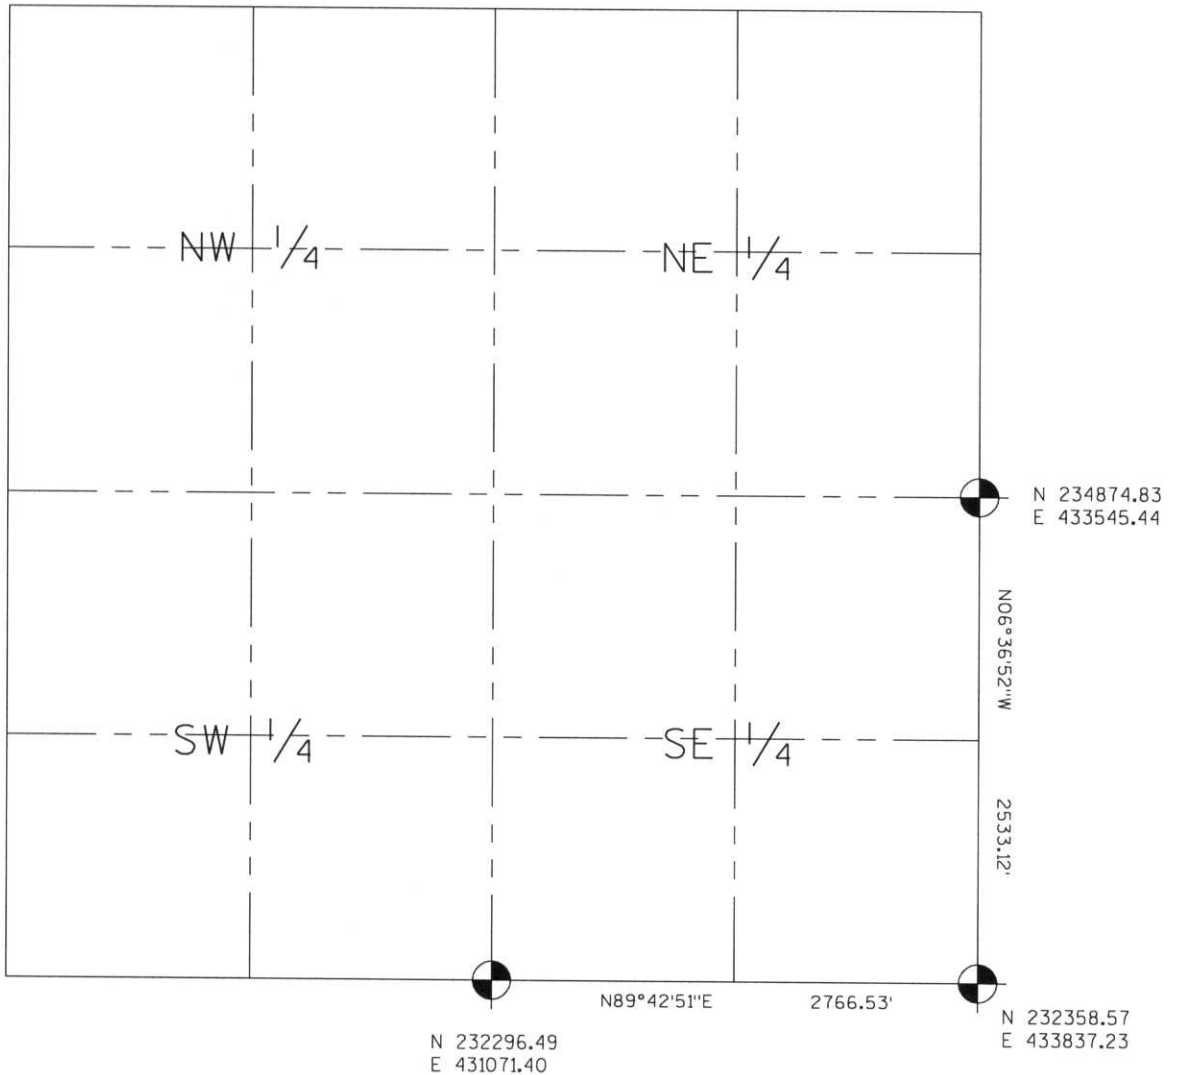 NW 1/4
NE 1/4
N 234874.83
E 433545.44
N06°36'52"W
2533.12'
SW 1/4
SE 1/4
N89°42'51"E
2766.53'
N 232358.57
E 433837.23
N 232296.49
E 431071.40